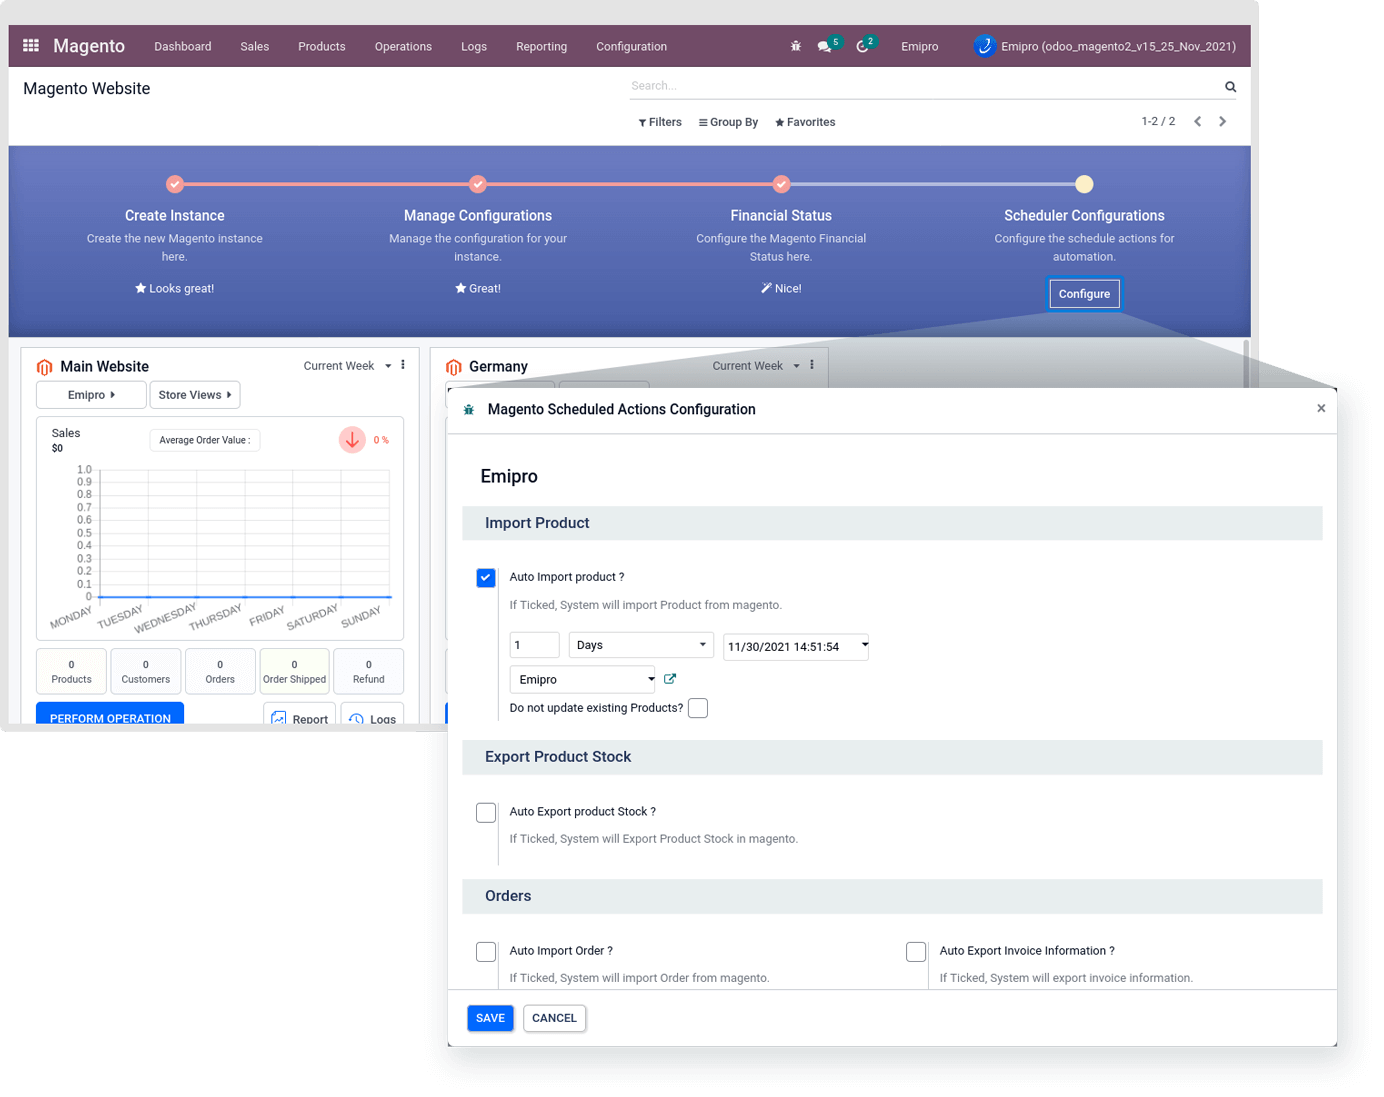 Magento Dashboard Sales Products Operations Logs Reporting Configuration 5 2 Emipro Emipro (odoo_magento2_v15_25_Nov_2021)
Magento Website
Search...
Filters Group By Favorites 1-2 / 2
Create Instance
Create the new Magento instance
here.
Looks great!
Manage Configurations
Manage the configuration for your
instance.
Great!
Financial Status
Configure the Magento Financial
Status here.
Nice!
Scheduler Configurations
Configure the schedule actions for
automation.
Configure
Main Website Current Week
Emipro Store Views
Sales
$0
Average Order Value :
0 %
1.0
0.9
0.8
0.7
0.6
0.5
0.4
0.3
0.2
0.1
0
MONDAY TUESDAY WEDNESDAY THURSDAY FRIDAY SATURDAY SUNDAY
0 0 0 0 0
Products Customers Orders Order Shipped Refund
PERFORM OPERATION Report Logs
Germany Current Week
Magento Scheduled Actions Configuration ×
Emipro
Import Product
Auto Import product ?
If Ticked, System will import Product from magento.
1 Days 11/30/2021 14:51:54
Emipro
Do not update existing Products?
Export Product Stock
Auto Export product Stock ?
If Ticked, System will Export Product Stock in magento.
Orders
Auto Import Order ?
If Ticked, System will import Order from magento.
Auto Export Invoice Information ?
If Ticked, System will export invoice information.
SAVE CANCEL